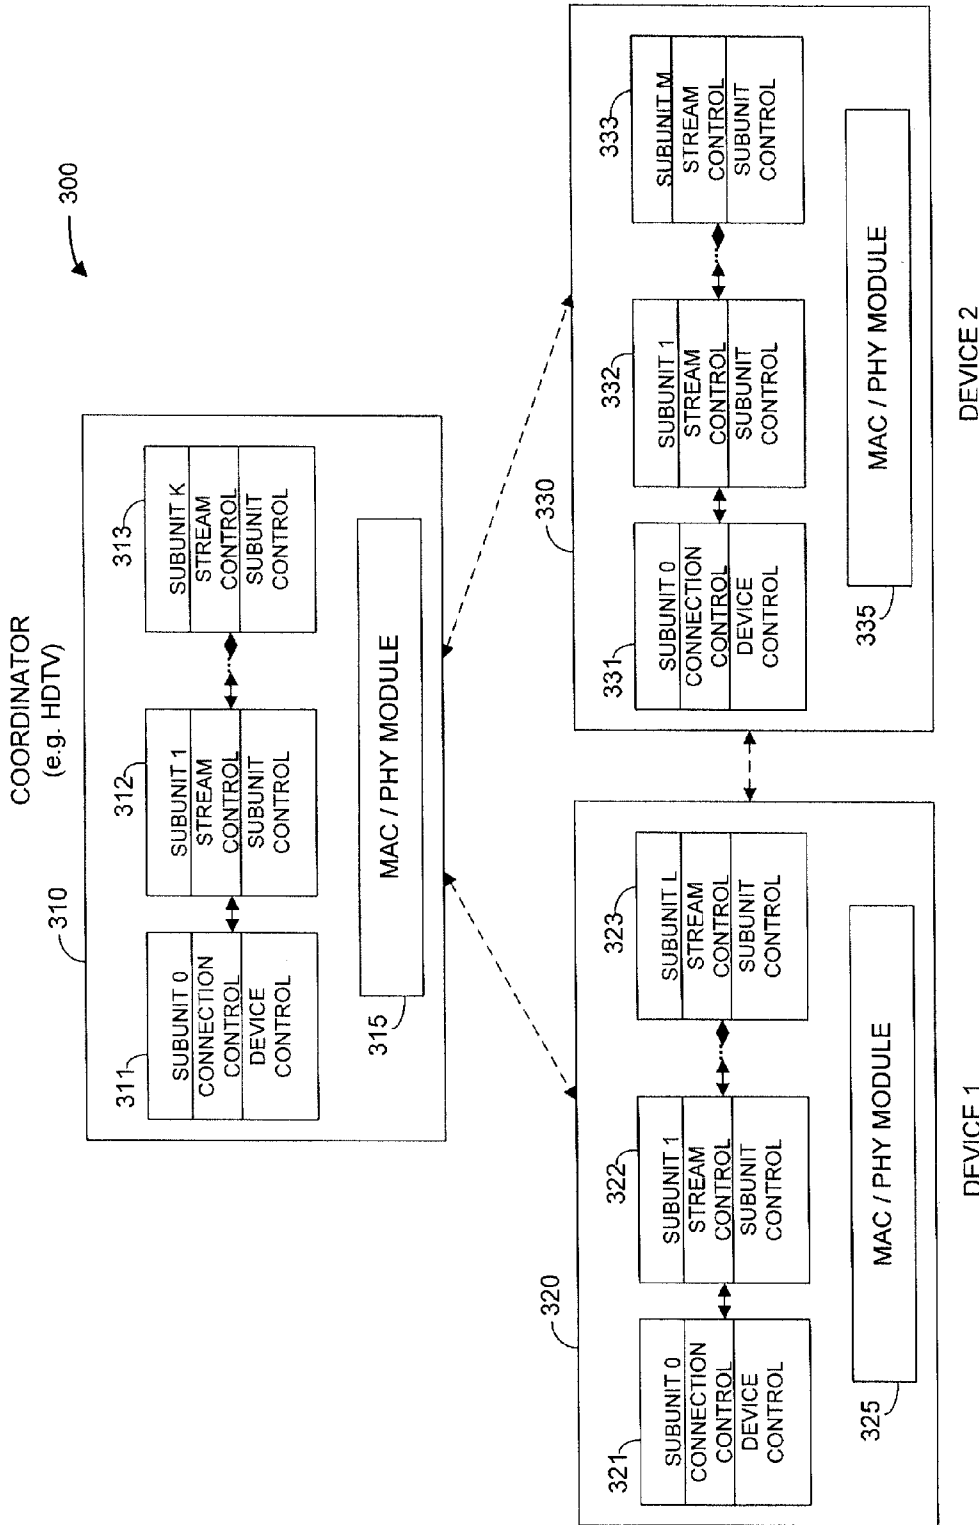 300
COORDINATOR
(e.g. HDTV)
310
311
SUBUNIT 0
CONNECTION
CONTROL
DEVICE
CONTROL
312
SUBUNIT 1
STREAM
CONTROL
SUBUNIT
CONTROL
313
SUBUNIT K
STREAM
CONTROL
SUBUNIT
CONTROL
MAC / PHY MODULE
315
320
321
SUBUNIT 0
CONNECTION
CONTROL
DEVICE
CONTROL
322
SUBUNIT 1
STREAM
CONTROL
SUBUNIT
CONTROL
323
SUBUNIT L
STREAM
CONTROL
SUBUNIT
CONTROL
MAC / PHY MODULE
325
DEVICE 1
330
331
SUBUNIT 0
CONNECTION
CONTROL
DEVICE
CONTROL
332
SUBUNIT 1
STREAM
CONTROL
SUBUNIT
CONTROL
333
SUBUNIT M
STREAM
CONTROL
SUBUNIT
CONTROL
MAC / PHY MODULE
335
DEVICE 2